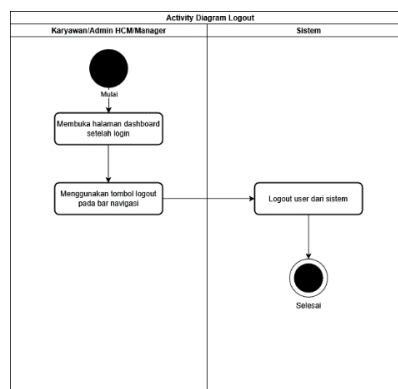 Activity Diagram Logout
Karyawan/Admin HCM/Manager
Sistem
Mulai
Membuka halaman dashboard
setelah login
Menggunakan tombol logout
pada bar navigasi
Logout user dari sistem
Selesai